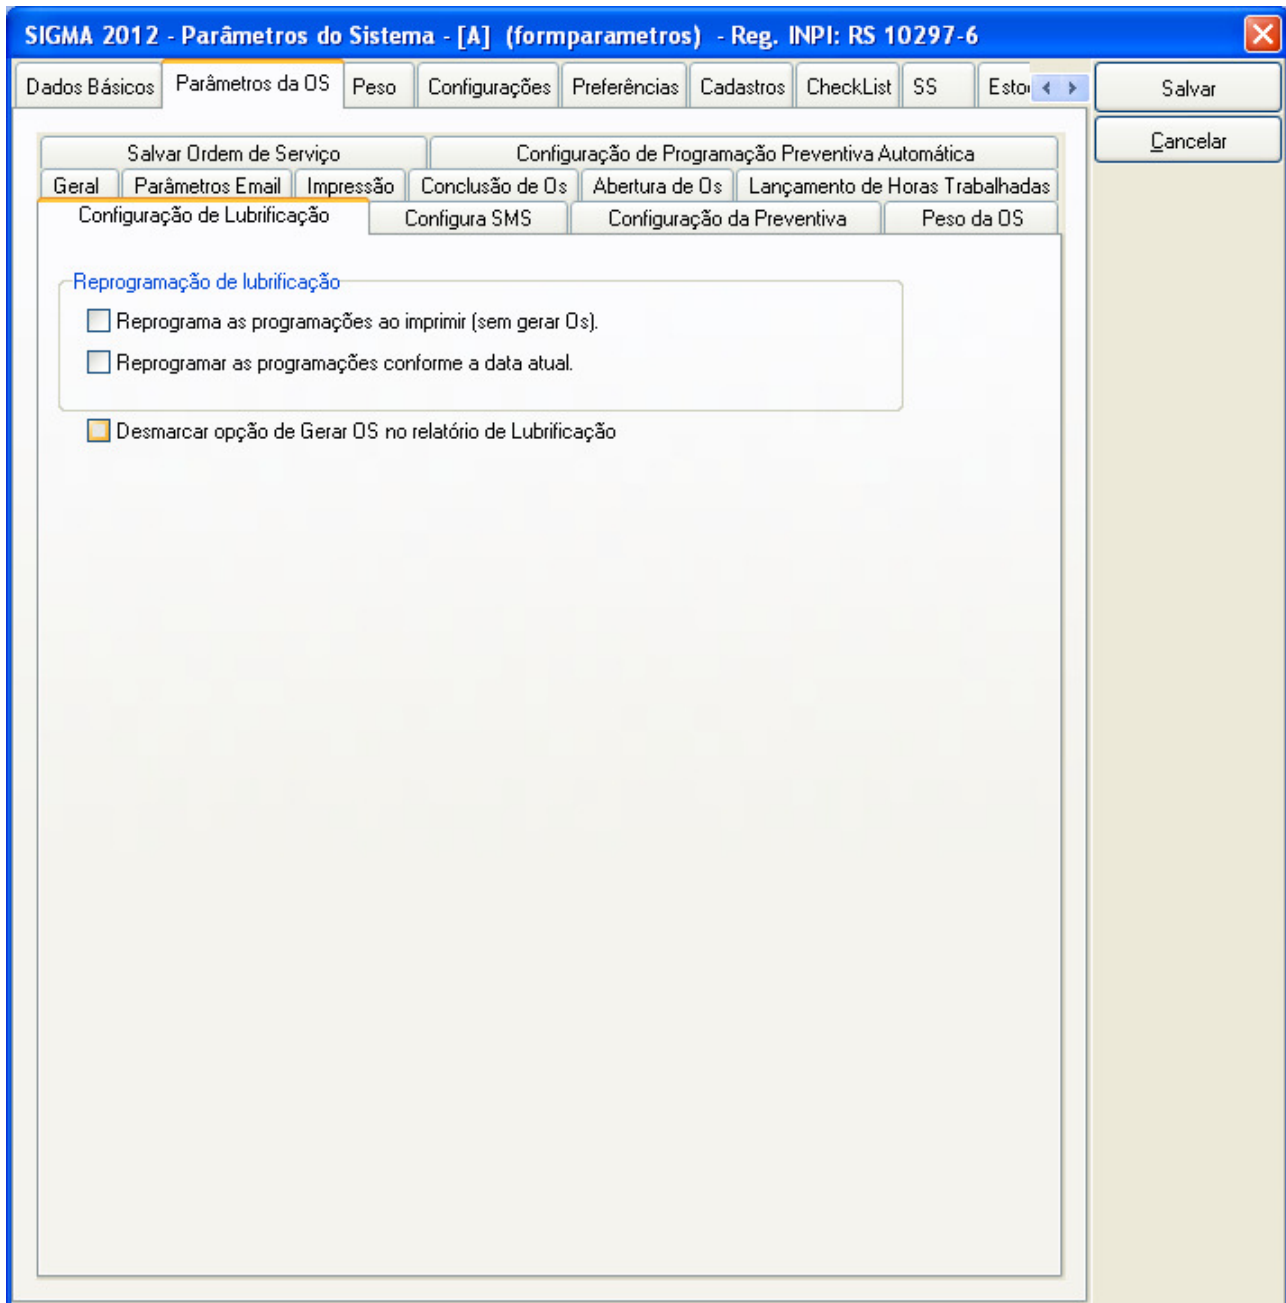 SIGMA 2012 - Parâmetros do Sistema - [A] (formparametros) - Reg. INPI: RS 10297-6
Dados Básicos Parâmetros da OS Peso Configurações Preferências Cadastros CheckList SS Esto
Salvar
Cancelar
Salvar Ordem de Serviço Configuração de Programação Preventiva Automática
Geral Parâmetros Email Impressão Conclusão de Os Abertura de Os Lançamento de Horas Trabalhadas
Configuração de Lubrificação Configura SMS Configuração da Preventiva Peso da OS
Reprogramação de lubrificação
Reprograma as programações ao imprimir (sem gerar Os).
Reprogramar as programações conforme a data atual.
Desmarcar opção de Gerar OS no relatório de Lubrificação